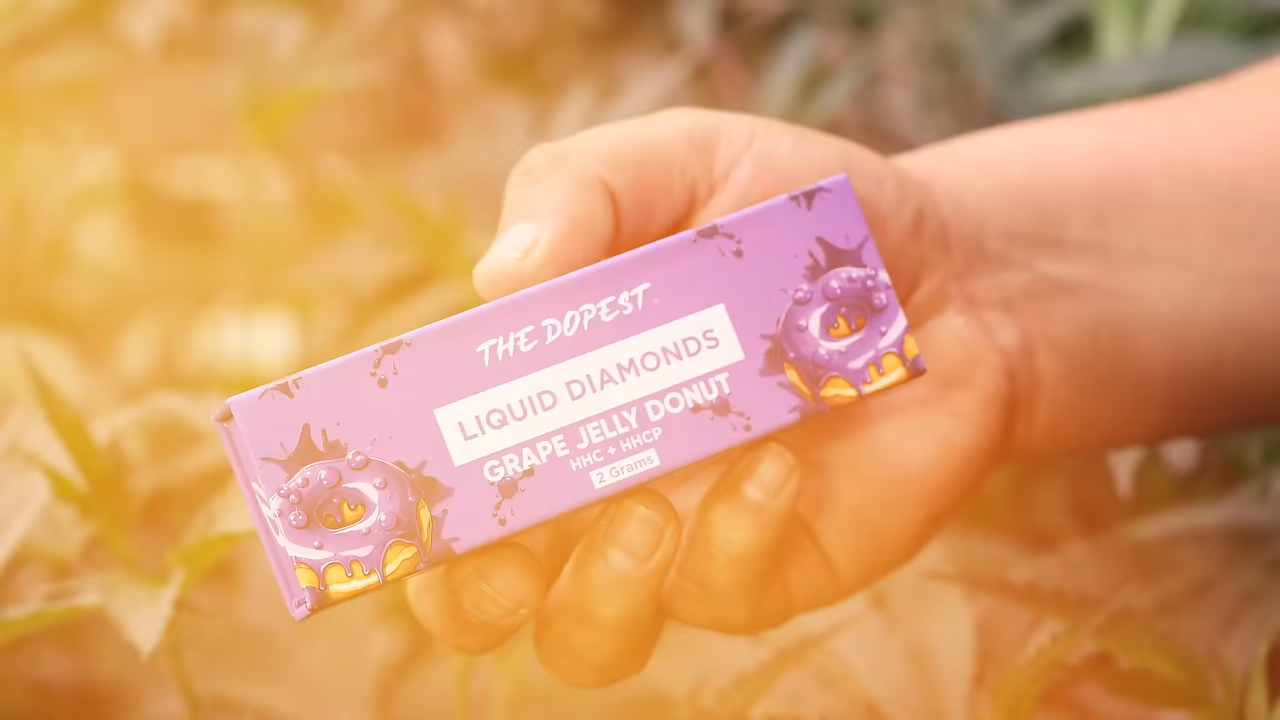 THE DOPEST
LIQUID DIAMONDS
GRAPE JELLY DONUT
HHC + HHCP
2 Grams